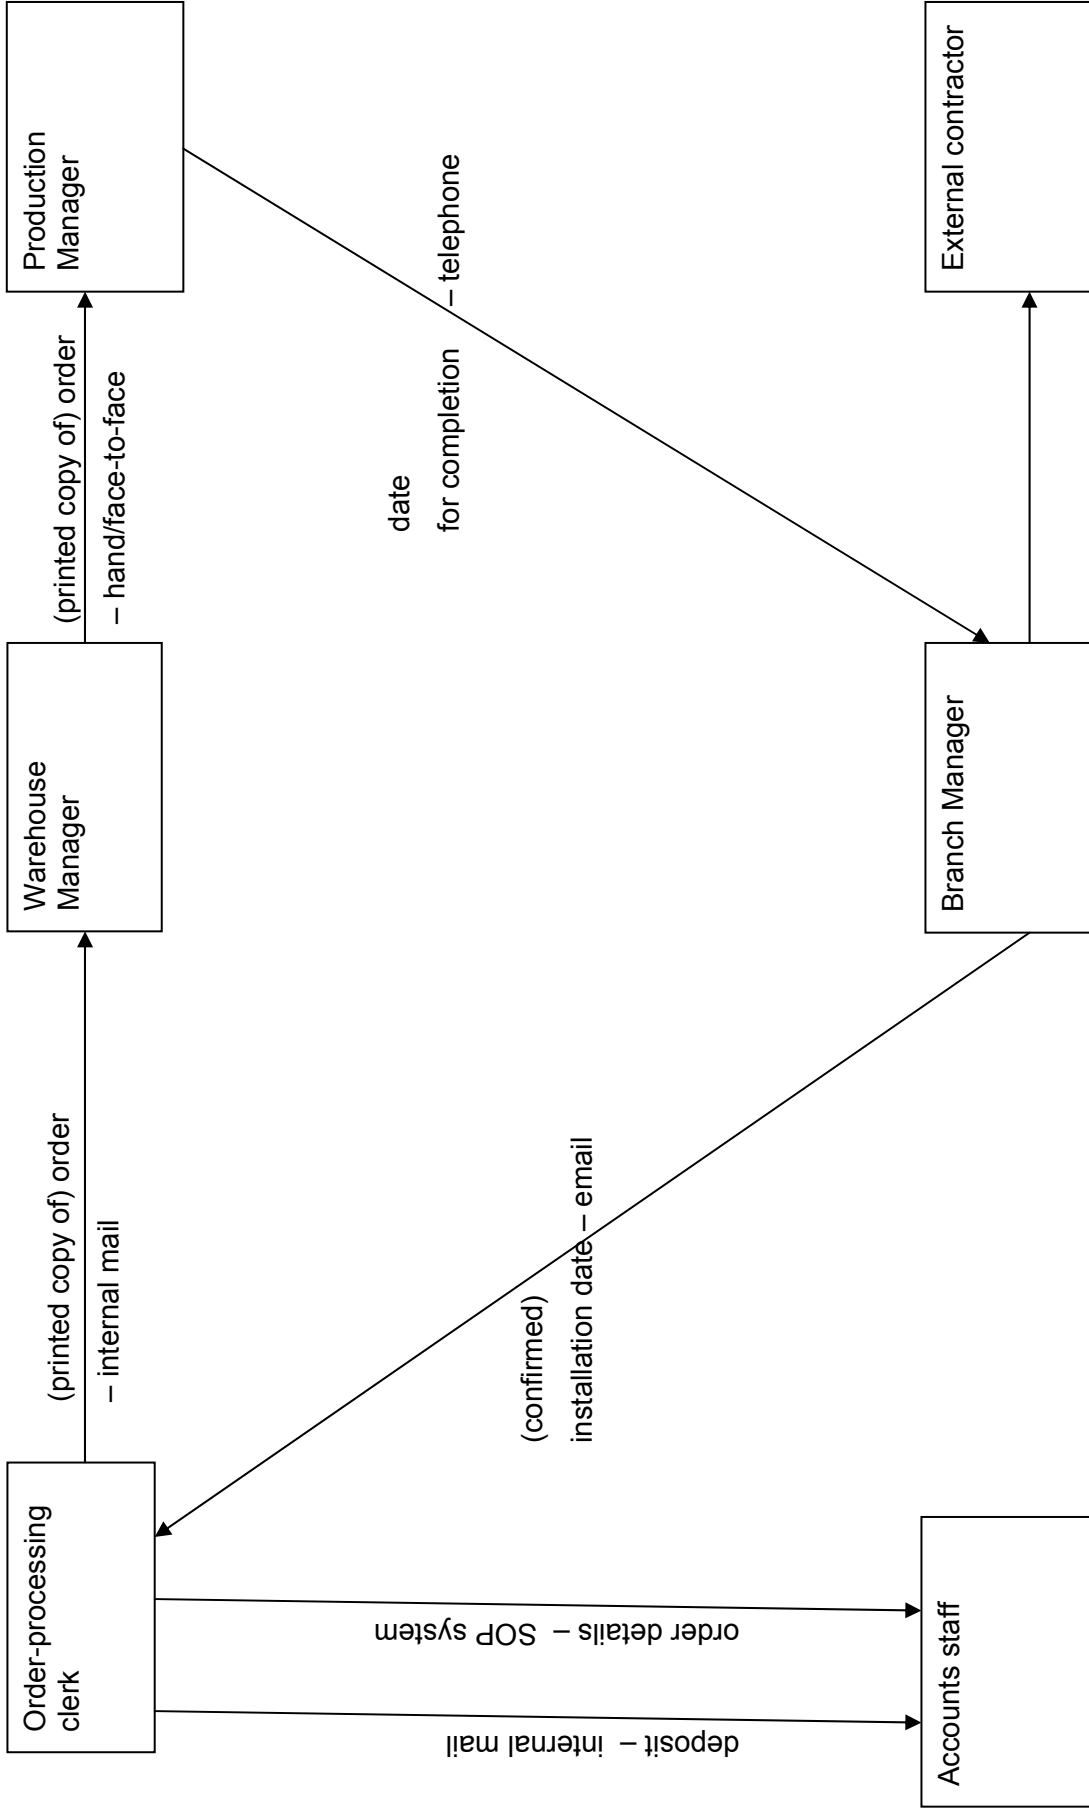 Order-processing
clerk
(printed copy of) order
– internal mail
Warehouse
Manager
(printed copy of) order
– hand/face-to-face
Production
Manager
date
for completion – telephone
(confirmed)
installation date – email
order details – SOP system
deposit – internal mail
Accounts staff
Branch Manager
External contractor